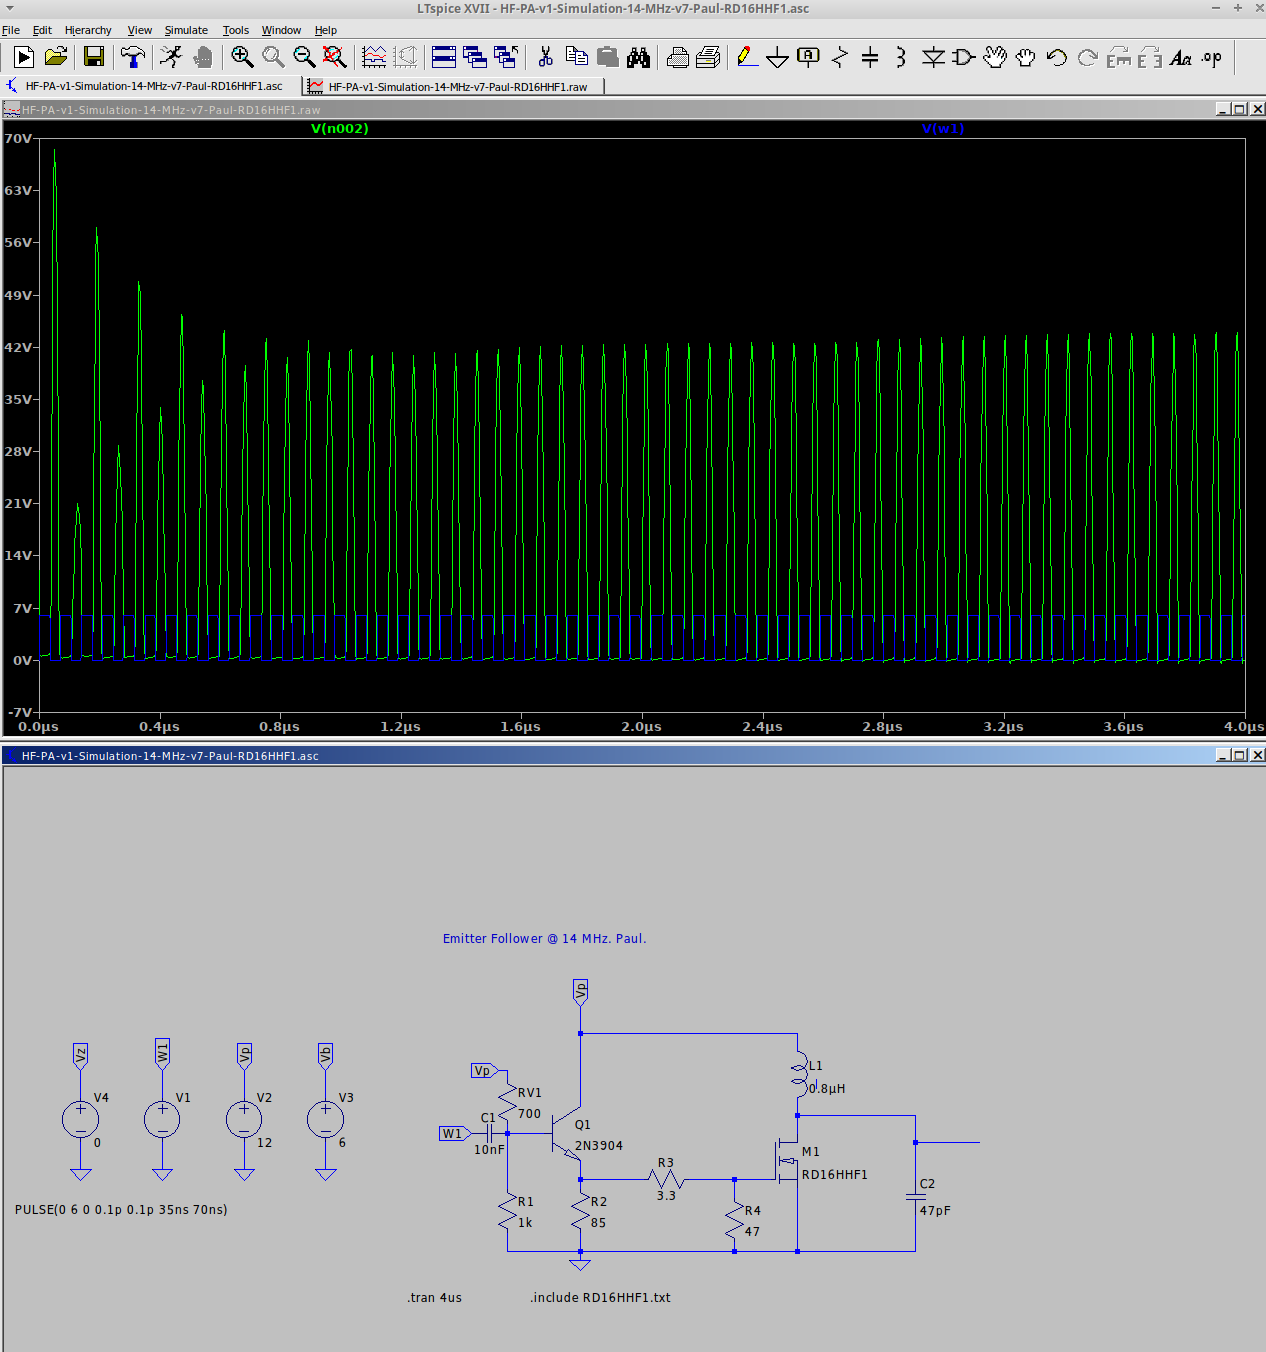 LTspice XVII - HF-PA-v1-Simulation-14-MHz-v7-Paul-RD16HHF1.asc
File Edit Hierarchy View Simulate Tools Window Help
HF-PA-v1-Simulation-14-MHz-v7-Paul-RD16HHF1.asc HF-PA-v1-Simulation-14-MHz-v7-Paul-RD16HHF1.raw
HF-PA-v1-Simulation-14-MHz-v7-Paul-RD16HHF1.raw
V(n002) V(w1)
70V
63V
56V
49V
42V
35V
28V
21V
14V
7V
0V
-7V
0.0µs 0.4µs 0.8µs 1.2µs 1.6µs 2.0µs 2.4µs 2.8µs 3.2µs 3.6µs 4.0µs
HF-PA-v1-Simulation-14-MHz-v7-Paul-RD16HHF1.asc
Emitter Follower @ 14 MHz. Paul.
Vp
Vz W1 Vp Vb
V4 V1 V2 V3
0 12 6
PULSE(0 6 0 0.1p 0.1p 35ns 70ns)
Vp
RV1
700
L1
0.8µH
W1
C1
10nF
Q1
2N3904
M1
RD16HHF1
R3
3.3
C2
47pF
R1
1k
R2
85
R4
47
.tran 4us .include RD16HHF1.txt